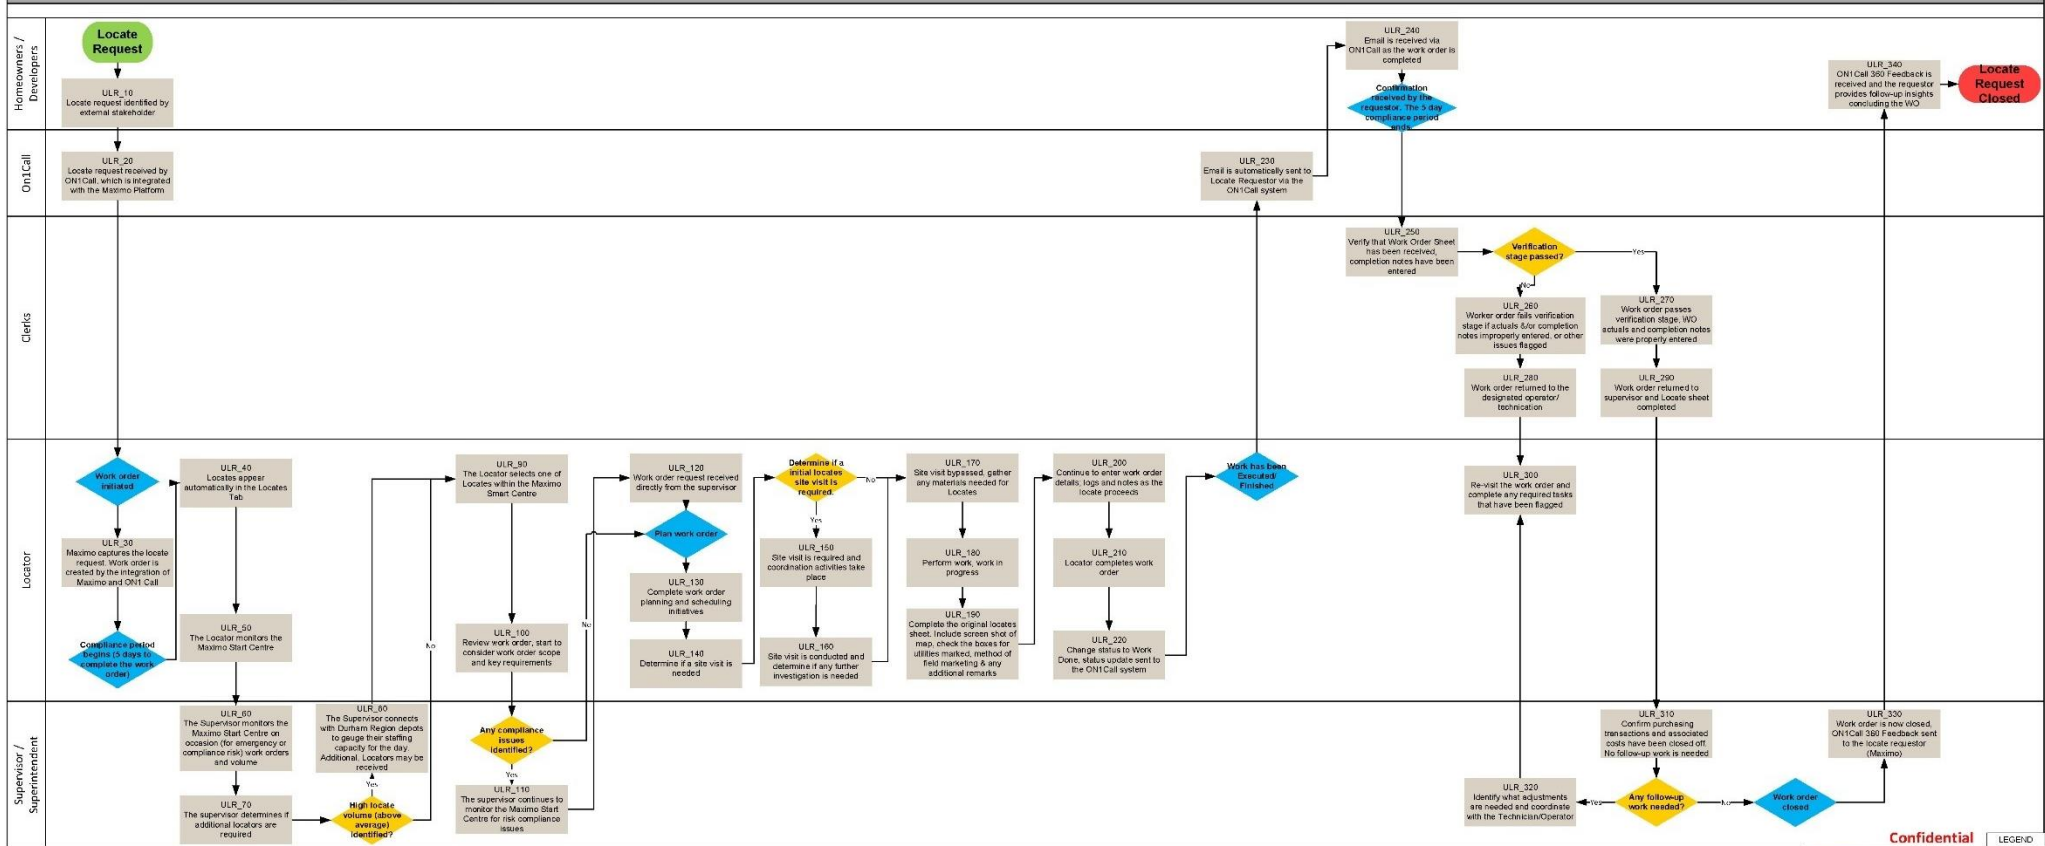 Homeowners /
Developers
Locate
Request
ULR_10
Locate request identified by
external stakeholder
ULR_240
Email is received via
ON1Call as the work order is
completed
Confirmation
received by the
requestor. The 5 day
compliance period
ends.
ULR_340
ON1Call 360 Feedback is
received and the requestor
provides follow-up insights
concluding the WO
Locate
Request
Closed
On1Call
ULR_20
Locate request received by
ON1Call, which is integrated
with the Maximo Platform
ULR_230
Email is automatically sent to
Locate Requestor via the
ON1Call system
Clerks
ULR_250
Verify that Work Order Sheet
has been received,
completion notes have been
entered
Verification
stage passed?
Yes
No
ULR_260
Worker order fails verification
stage if actuals &/or completion
notes improperly entered, or other
issues flagged
ULR_270
Work order passes
verification stage, WO
actuals and completion notes
were properly entered
ULR_280
Work order returned to the
designated operator/
technication
ULR_290
Work order returned to
supervisor and Locate sheet
completed
Locator
Work order
initiated
ULR_30
Maximo captures the locate
request. Work order is
created by the integration of
Maximo and ON1 Call
Compliance period
begins (5 days to
complete the work
order)
ULR_40
Locates appear
automatically in the Locates
Tab
ULR_50
The Locator monitors the
Maximo Start Centre
No
ULR_90
The Locator selects one of
Locates within the Maximo
Smart Centre
ULR_100
Review work order, start to
consider work order scope
and key requirements
No
ULR_120
Work order request received
directly from the supervisor
Plan work order
ULR_130
Complete work order
planning and scheduling
initiatives
ULR_140
Determine if a site visit is
needed
Determine if a
initial locates
site visit is
required.
No
Yes
ULR_150
Site visit is required and
coordination activities take
place
ULR_160
Site visit is conducted and
determine if any further
investigation is needed
ULR_170
Site visit bypassed, gether
any materials needed for
Locates
ULR_180
Perform work, work in
progress
ULR_190
Complete the original locates
sheet. Include screen shot of
map, check the boxes for
utilities marked, method of
field marketing & any
additional remarks
ULR_200
Continue to enter work order
details, logs and notes as the
locate proceeds
ULR_210
Locator completes work
order
ULR_220
Change status to Work
Done, status update sent to
the ON1Call system
Work has been
Executed/
Finished
ULR_300
Re-visit the work order and
complete any required tasks
that have been flagged
Supervisor /
Superintendent
ULR_60
The Supervisor monitors the
Maximo Start Centre on
occasion (for emergency or
compliance risk) work orders
and volume
ULR_70
The supervisor determines if
additional locators are
required
ULR_80
The Supervisor connects
with Durham Region depots
to gauge their staffing
capacity for the day.
Additional. Locators may be
received
Yes
High locate
volume (above
average)
identified?
Any compliance
issues
identified?
Yes
ULR_110
The supervisor continues to
monitor the Maximo Start
Centre for risk compliance
issues
ULR_320
Identify what adjustments
are needed and coordinate
with the Technician/Operator
Yes
ULR_310
Confirm purchasing
transactions and associated
costs have been closed off.
No follow-up work is needed
Any follow-up
work needed?
No
Work order
closed
ULR_330
Work order is now closed,
ON1Call 360 Feedback sent
to the locate requestor
(Maximo)
Confidential
LEGEND